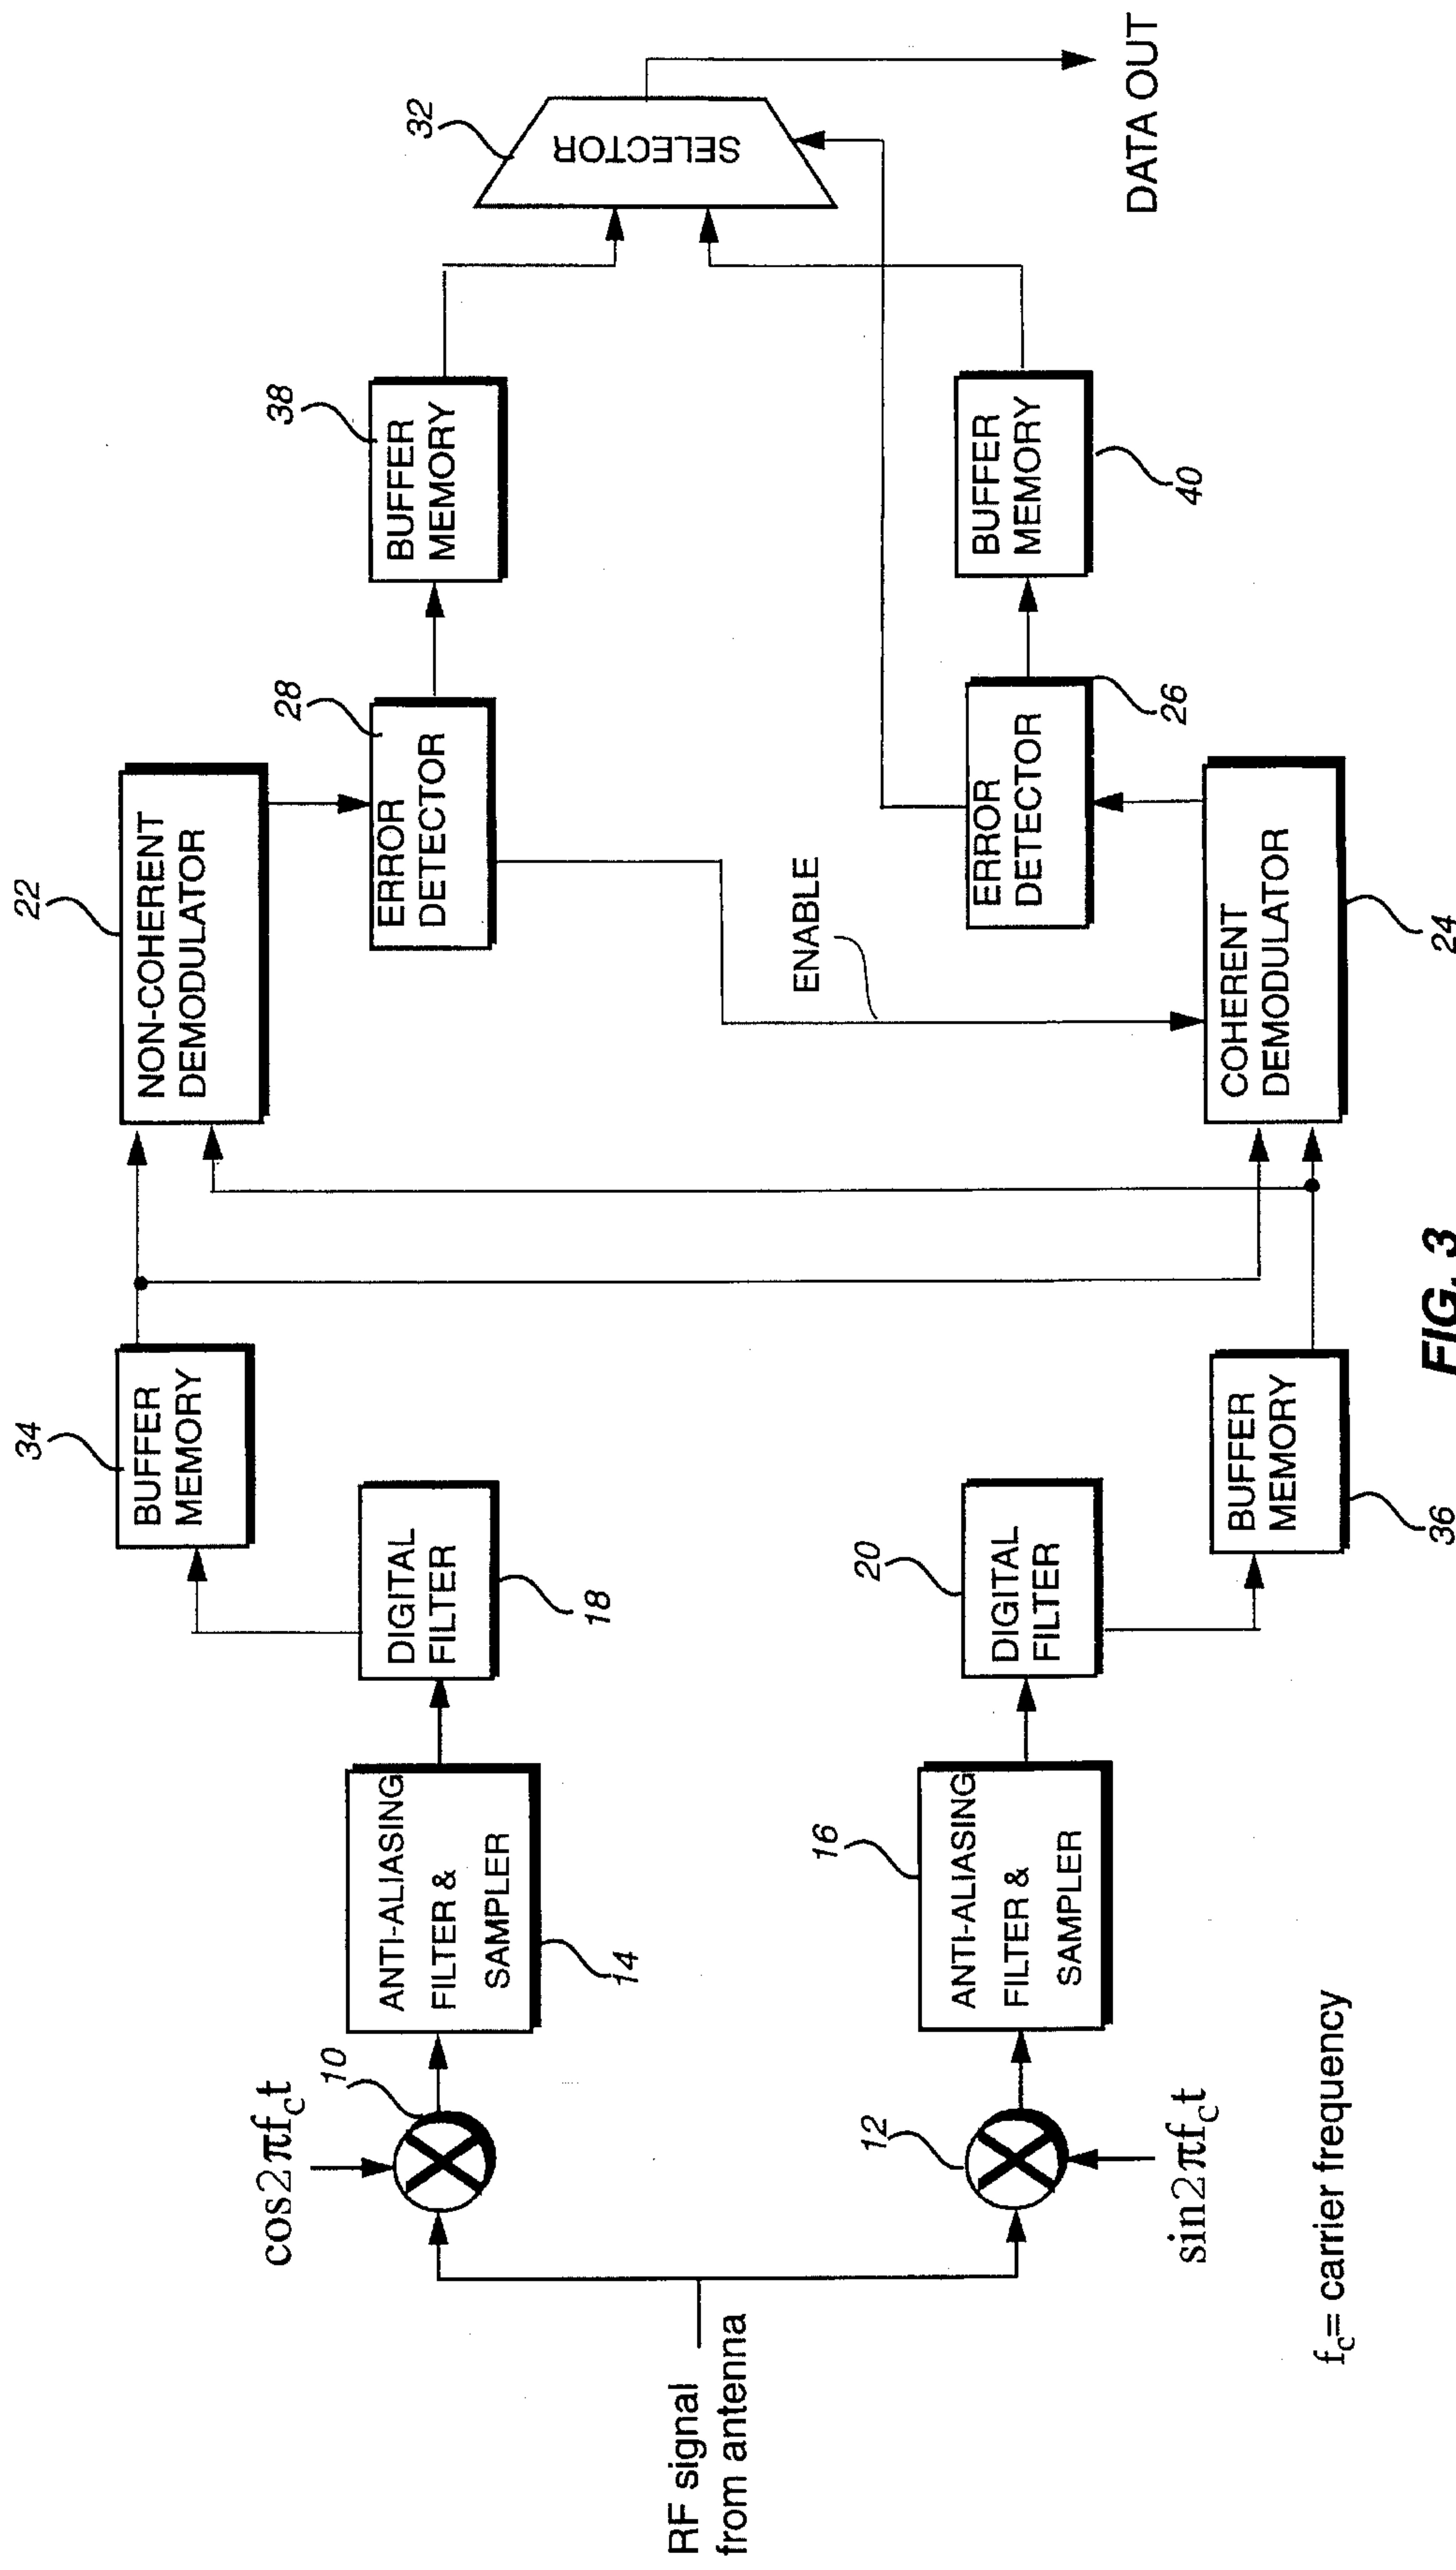 RF signal
from antenna
cos2πf_ct
10
12
sin2πf_ct
f_c= carrier frequency
ANTI-ALIASING
FILTER &
SAMPLER
14
16
ANTI-ALIASING
FILTER &
SAMPLER
DIGITAL
FILTER
18
20
DIGITAL
FILTER
34
BUFFER
MEMORY
BUFFER
MEMORY
36
22
NON-COHERENT
DEMODULATOR
28
ERROR
DETECTOR
ENABLE
ERROR
DETECTOR
26
COHERENT
DEMODULATOR
24
38
BUFFER
MEMORY
BUFFER
MEMORY
40
32
SELECTOR
DATA OUT
FIG. 3